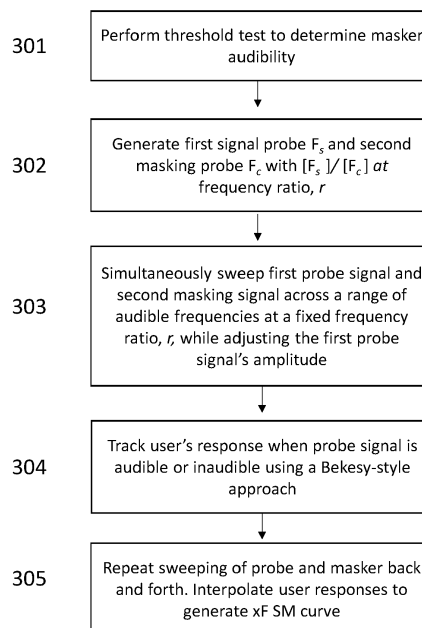 301
Perform threshold test to determine masker
audibility
302
Generate first signal probe Fs and second
masking probe Fc with [Fs ]/ [Fc ] at
frequency ratio, r
303
Simultaneously sweep first probe signal and
second masking signal across a range of
audible frequencies at a fixed frequency
ratio, r, while adjusting the first probe
signal’s amplitude
304
Track user’s response when probe signal is
audible or inaudible using a Bekesy-style
approach
305
Repeat sweeping of probe and masker back
and forth. Interpolate user responses to
generate xF SM curve